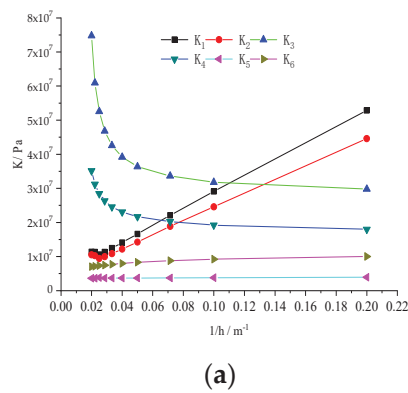 8x10⁷
7x10⁷
6x10⁷
5x10⁷
4x10⁷
3x10⁷
2x10⁷
1x10⁷
0
K/ Pa
K₁ K₂ K₃
K₄ K₅ K₆
0.00 0.02 0.04 0.06 0.08 0.10 0.12 0.14 0.16 0.18 0.20 0.22
1/h / m⁻¹
(a)